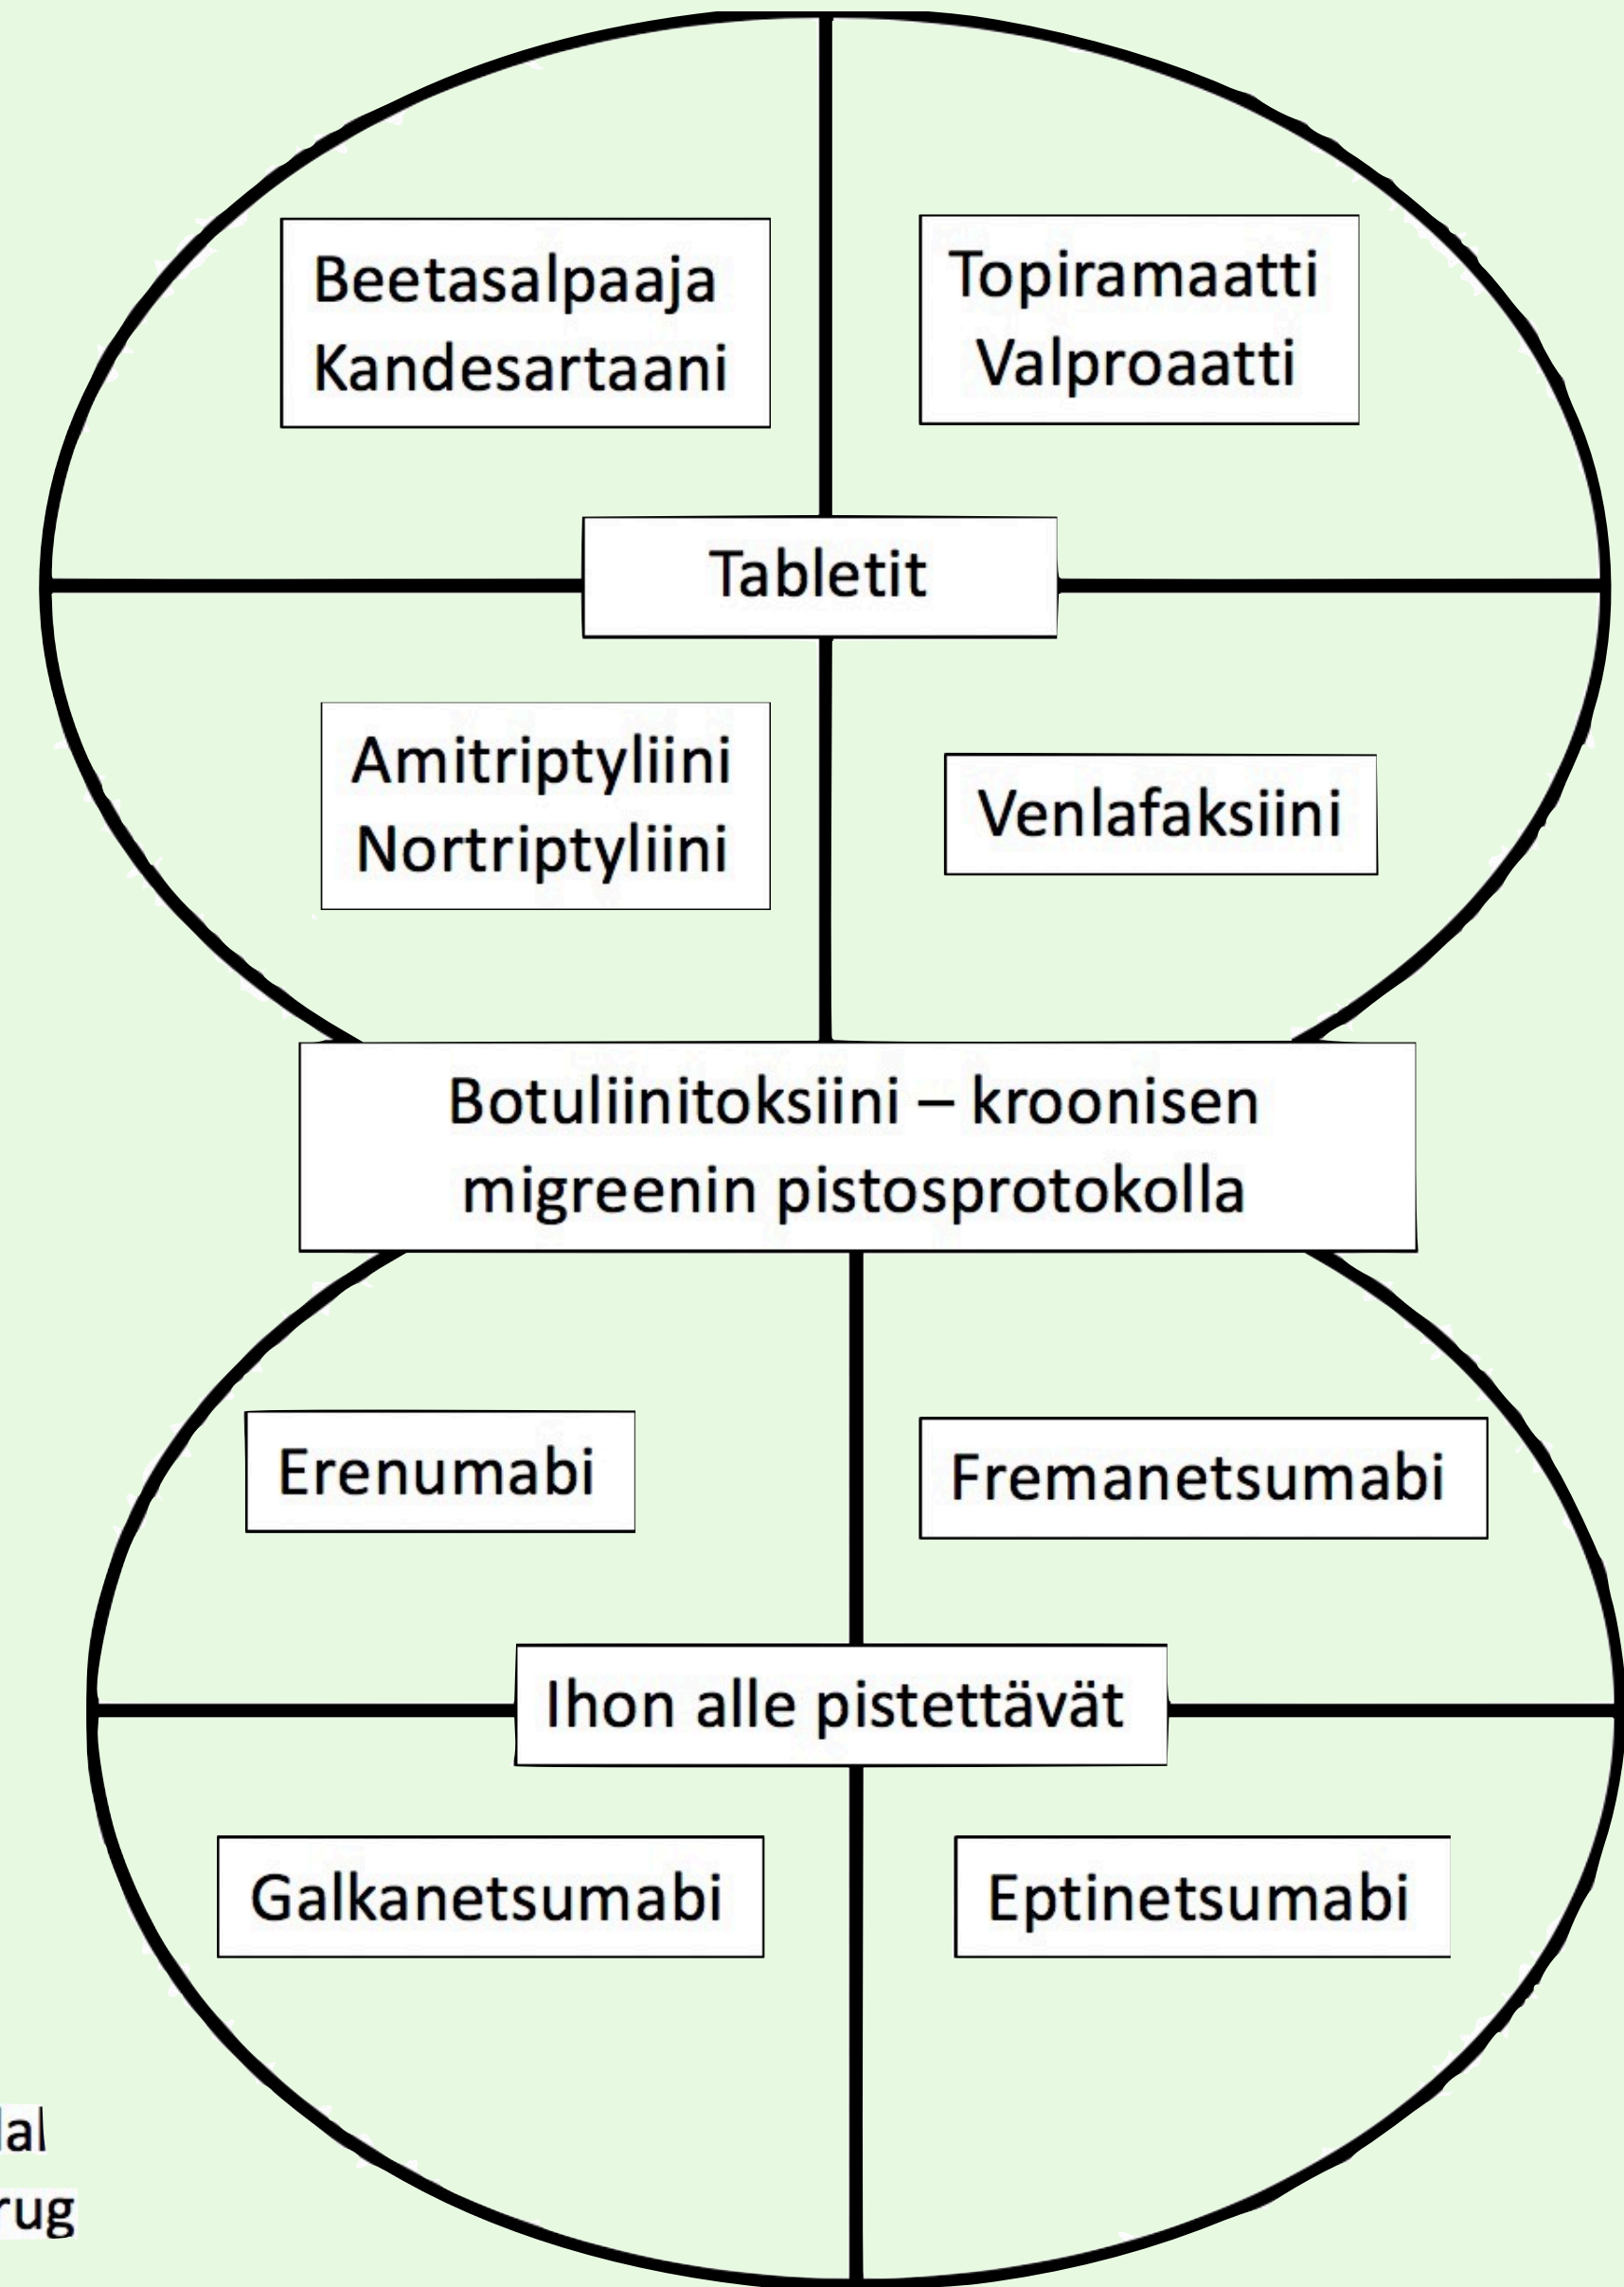 Beetasalpaaja
Kandesartaani
Topiramaatti
Valproaatti
Tabletit
Amitriptyliini
Nortriptyliini
Venlafaksiini
Botuliinitoksiini – kroonisen
migreenin pistosprotokolla
Erenumabi
Fremanetsumabi
Ihon alle pistettävät
Galkanetsumabi
Eptinetsumabi